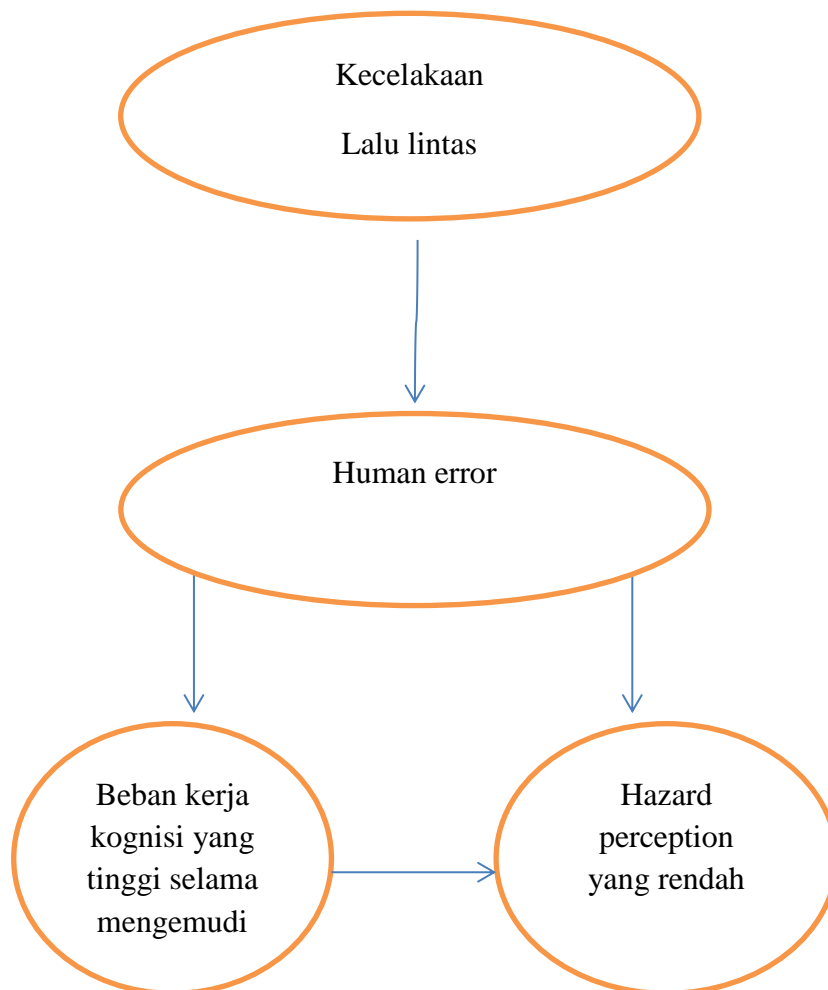 Kecelakaan
Lalu lintas
Human error
Beban kerja
kognisi yang
tinggi selama
mengemudi
Hazard
perception
yang rendah